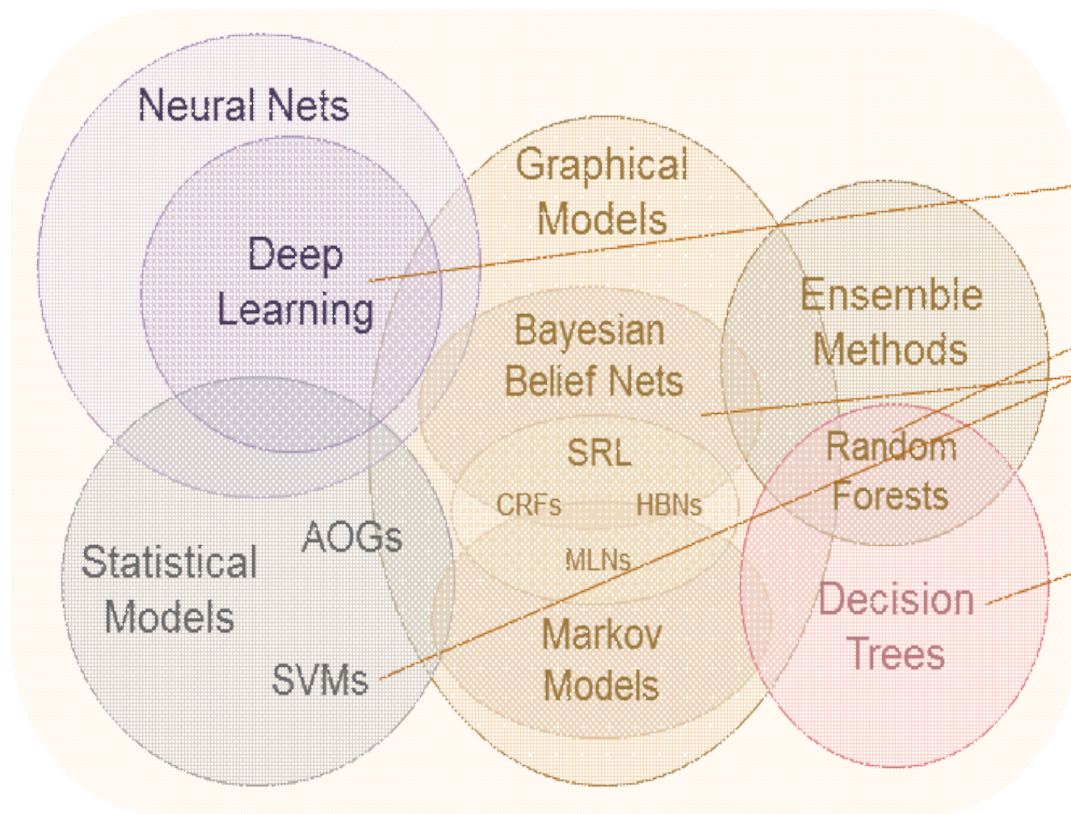 Neural Nets
Deep
Learning
Graphical
Models
Ensemble
Methods
Bayesian
Belief Nets
SRL
CRFs
HBNs
MLNs
Random
Forests
AOGs
Statistical
Models
SVMs
Markov
Models
Decision
Trees